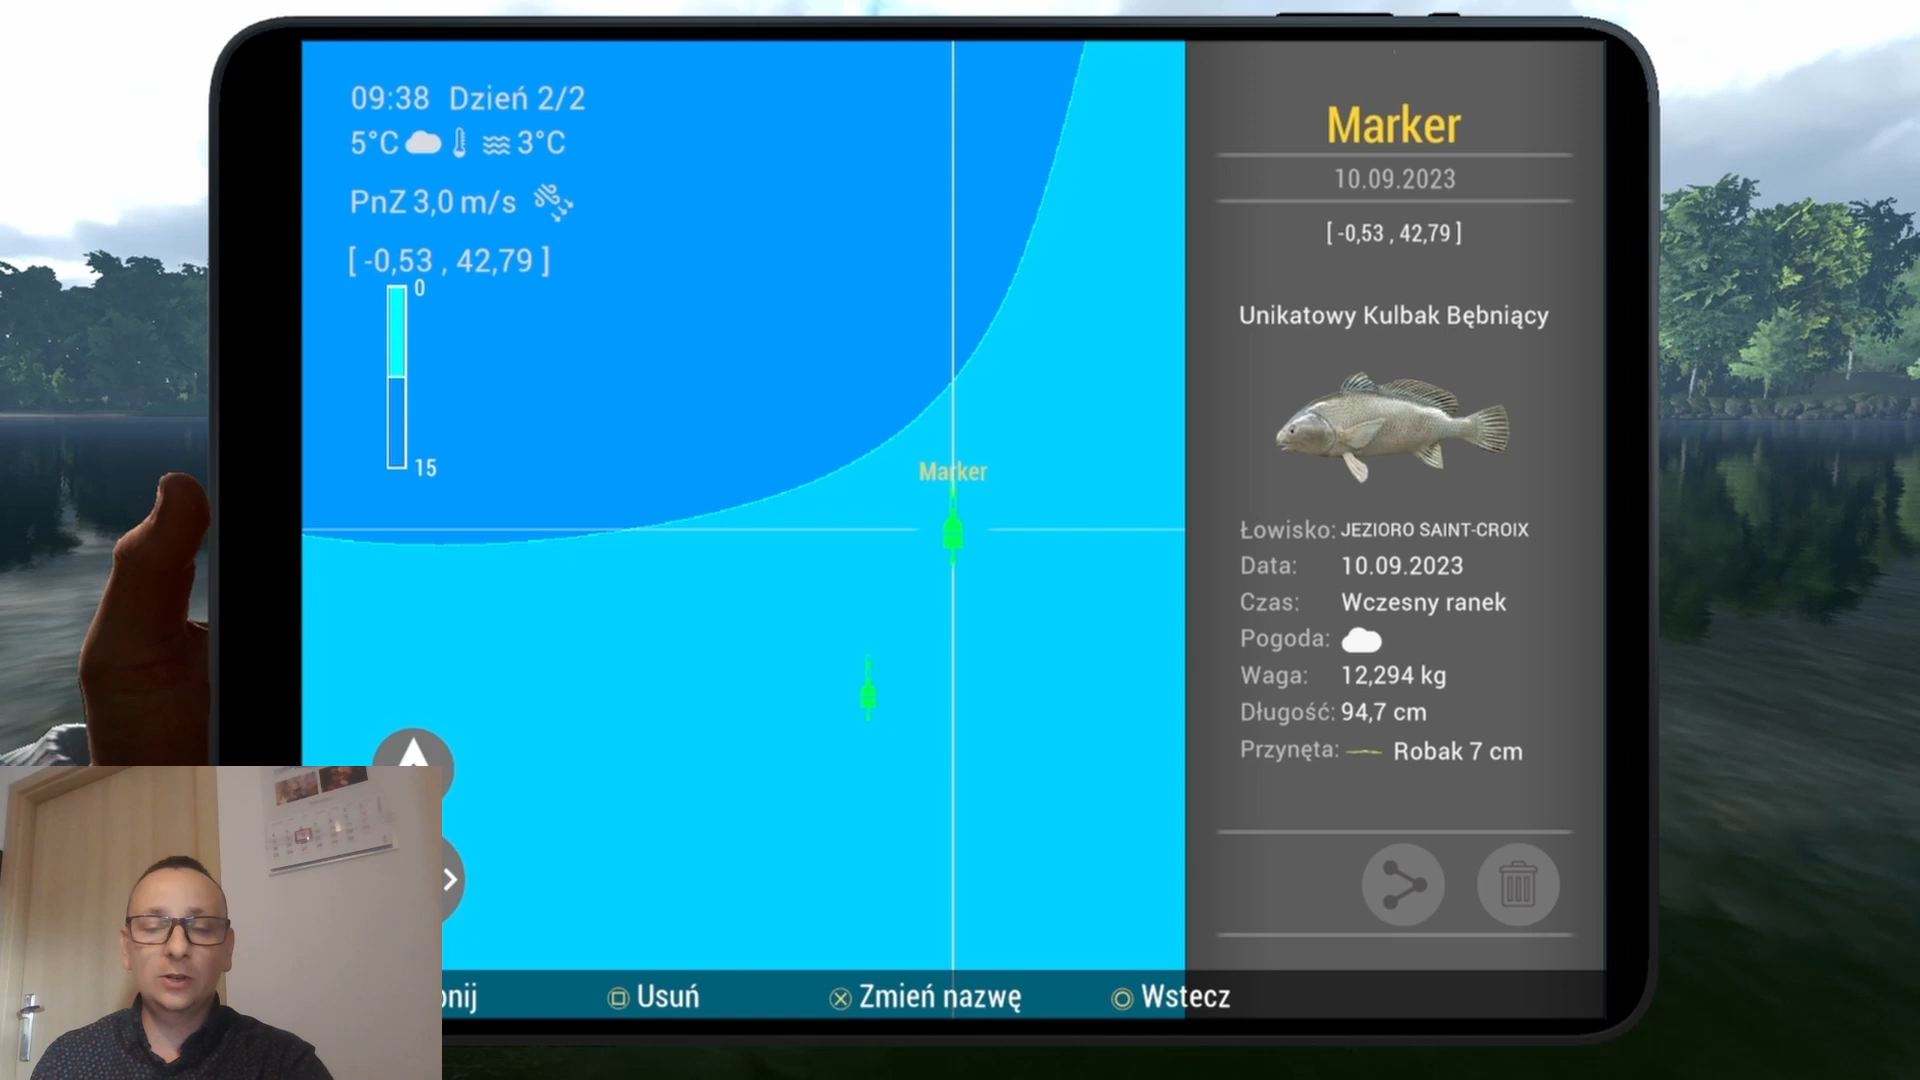 09:38 Dzień 2/2
5°C 3°C
PnZ 3,0 m/s
[ -0,53 , 42,79 ]
0
15
Marker
Marker
10.09.2023
[ -0,53 , 42,79 ]
Unikatowy Kulbak Bębniący
Łowisko: JEZIORO SAINT-CROIX
Data: 10.09.2023
Czas: Wczesny ranek
Pogoda:
Waga: 12,294 kg
Długość: 94,7 cm
Przynęta: Robak 7 cm
Usuń
Zmień nazwę
Wstecz